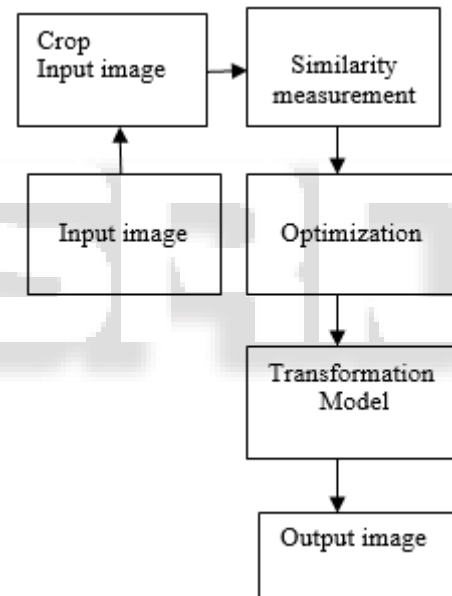 Crop
Input image
Similarity
measurement
Input image
Optimization
Transformation
Model
Output image